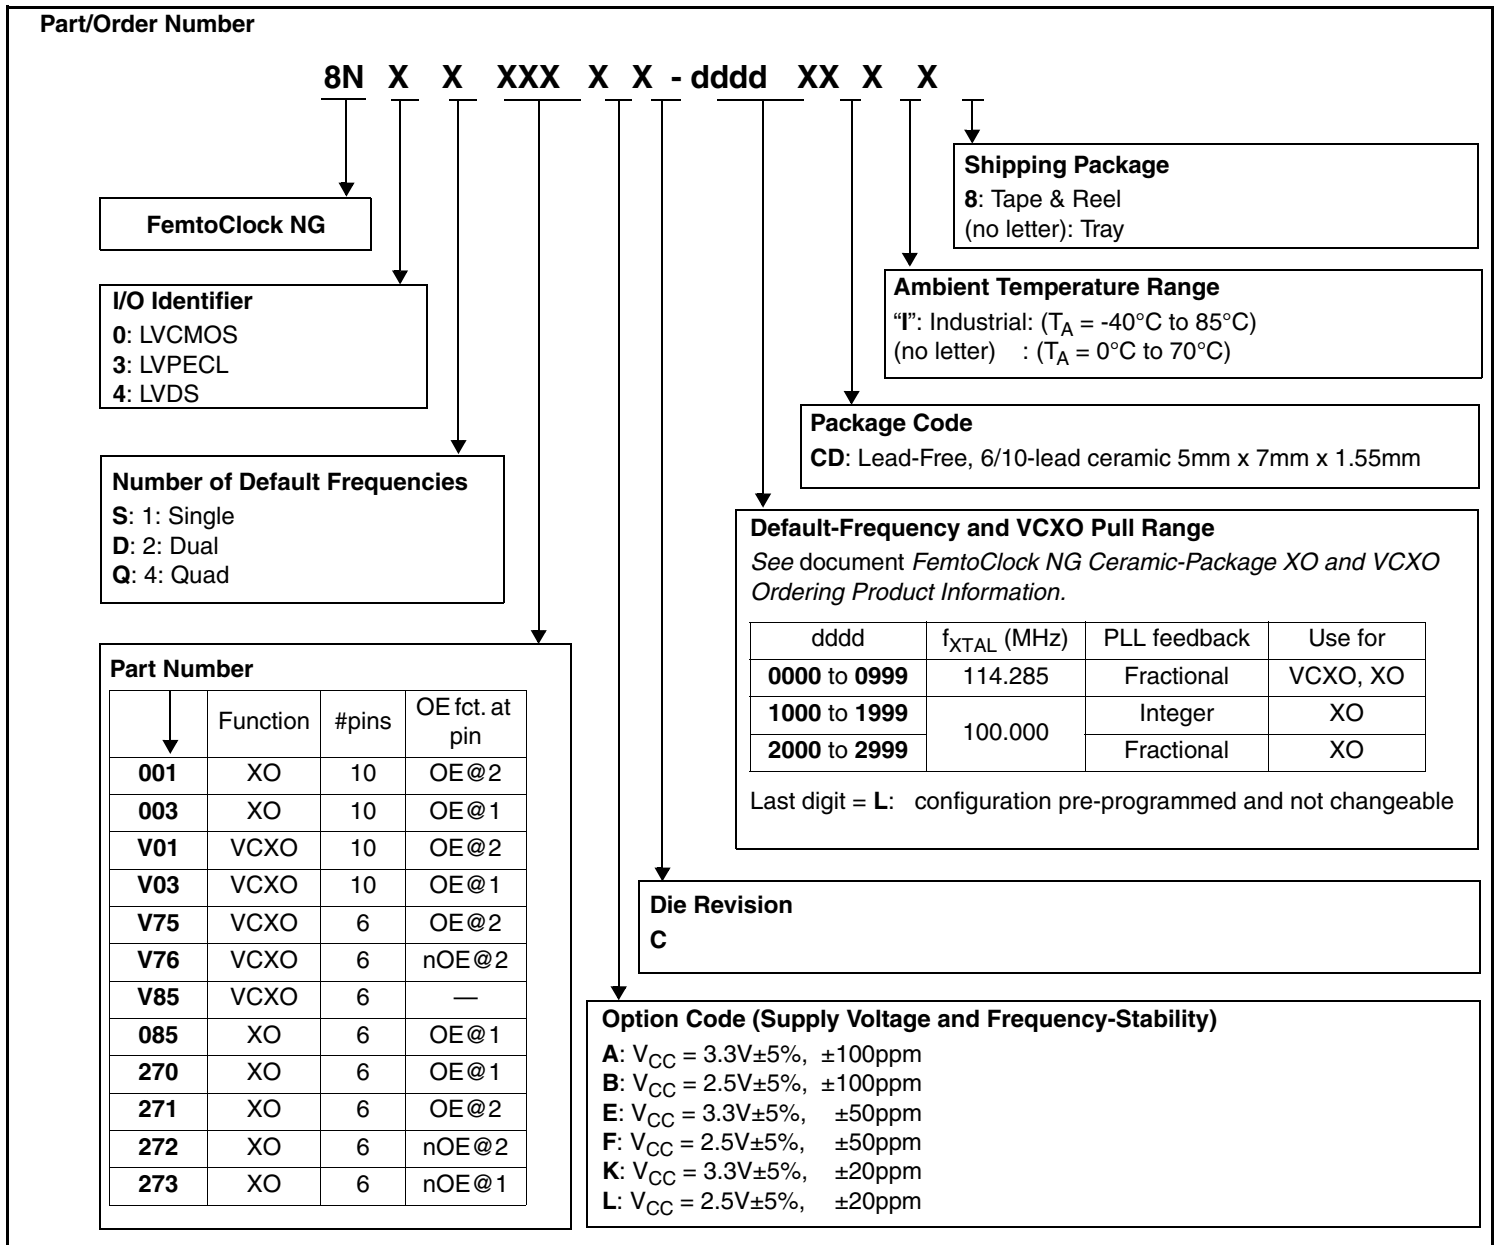 Part/Order Number
8N X X XXX X X - dddd XX X X
Shipping Package
8: Tape & Reel
(no letter): Tray
FemtoClock NG
Ambient Temperature Range
“I”: Industrial: (TA = -40°C to 85°C)
(no letter) : (TA = 0°C to 70°C)
I/O Identifier
0: LVCMOS
3: LVPECL
4: LVDS
Package Code
CD: Lead-Free, 6/10-lead ceramic 5mm x 7mm x 1.55mm
Number of Default Frequencies
S: 1: Single
D: 2: Dual
Q: 4: Quad
Default-Frequency and VCXO Pull Range
See document FemtoClock NG Ceramic-Package XO and VCXO
Ordering Product Information.
dddd fXTAL (MHz) PLL feedback Use for
0000 to 0999 114.285 Fractional VCXO, XO
1000 to 1999 100.000 Integer XO
2000 to 2999 Fractional XO
Last digit = L: configuration pre-programmed and not changeable
Part Number
Function #pins OE fct. at
pin
001 XO 10 OE@2
003 XO 10 OE@1
V01 VCXO 10 OE@2
V03 VCXO 10 OE@1
V75 VCXO 6 OE@2
V76 VCXO 6 nOE@2
V85 VCXO 6 —
085 XO 6 OE@1
270 XO 6 OE@1
271 XO 6 OE@2
272 XO 6 nOE@2
273 XO 6 nOE@1
Die Revision
C
Option Code (Supply Voltage and Frequency-Stability)
A: VCC = 3.3V±5%, ±100ppm
B: VCC = 2.5V±5%, ±100ppm
E: VCC = 3.3V±5%, ±50ppm
F: VCC = 2.5V±5%, ±50ppm
K: VCC = 3.3V±5%, ±20ppm
L: VCC = 2.5V±5%, ±20ppm